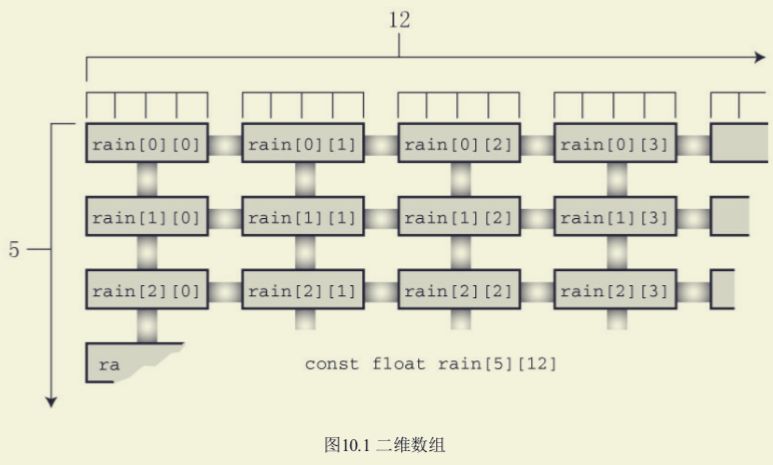 12
rain[0][0] rain[0][1] rain[0][2] rain[0][3]
rain[1][0] rain[1][1] rain[1][2] rain[1][3]
5
rain[2][0] rain[2][1] rain[2][2] rain[2][3]
ra
const float rain[5][12]
图10.1 二维数组